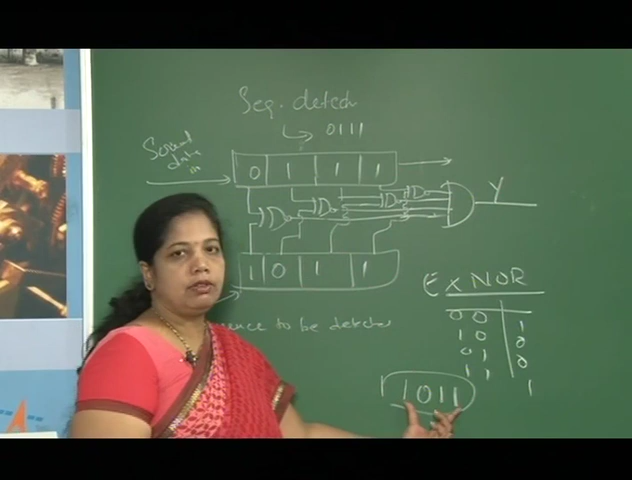 Seq. detect
0111
Serial
data
in
0 1 1 1
Y
1 0 1 1
EXNOR
0 0 1
1 0 0
0 1 0
1 1 1
to be detected
1011